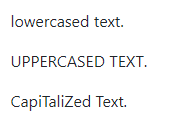 lowercased text.
UPPERCASED TEXT.
CapiTaliZed Text.